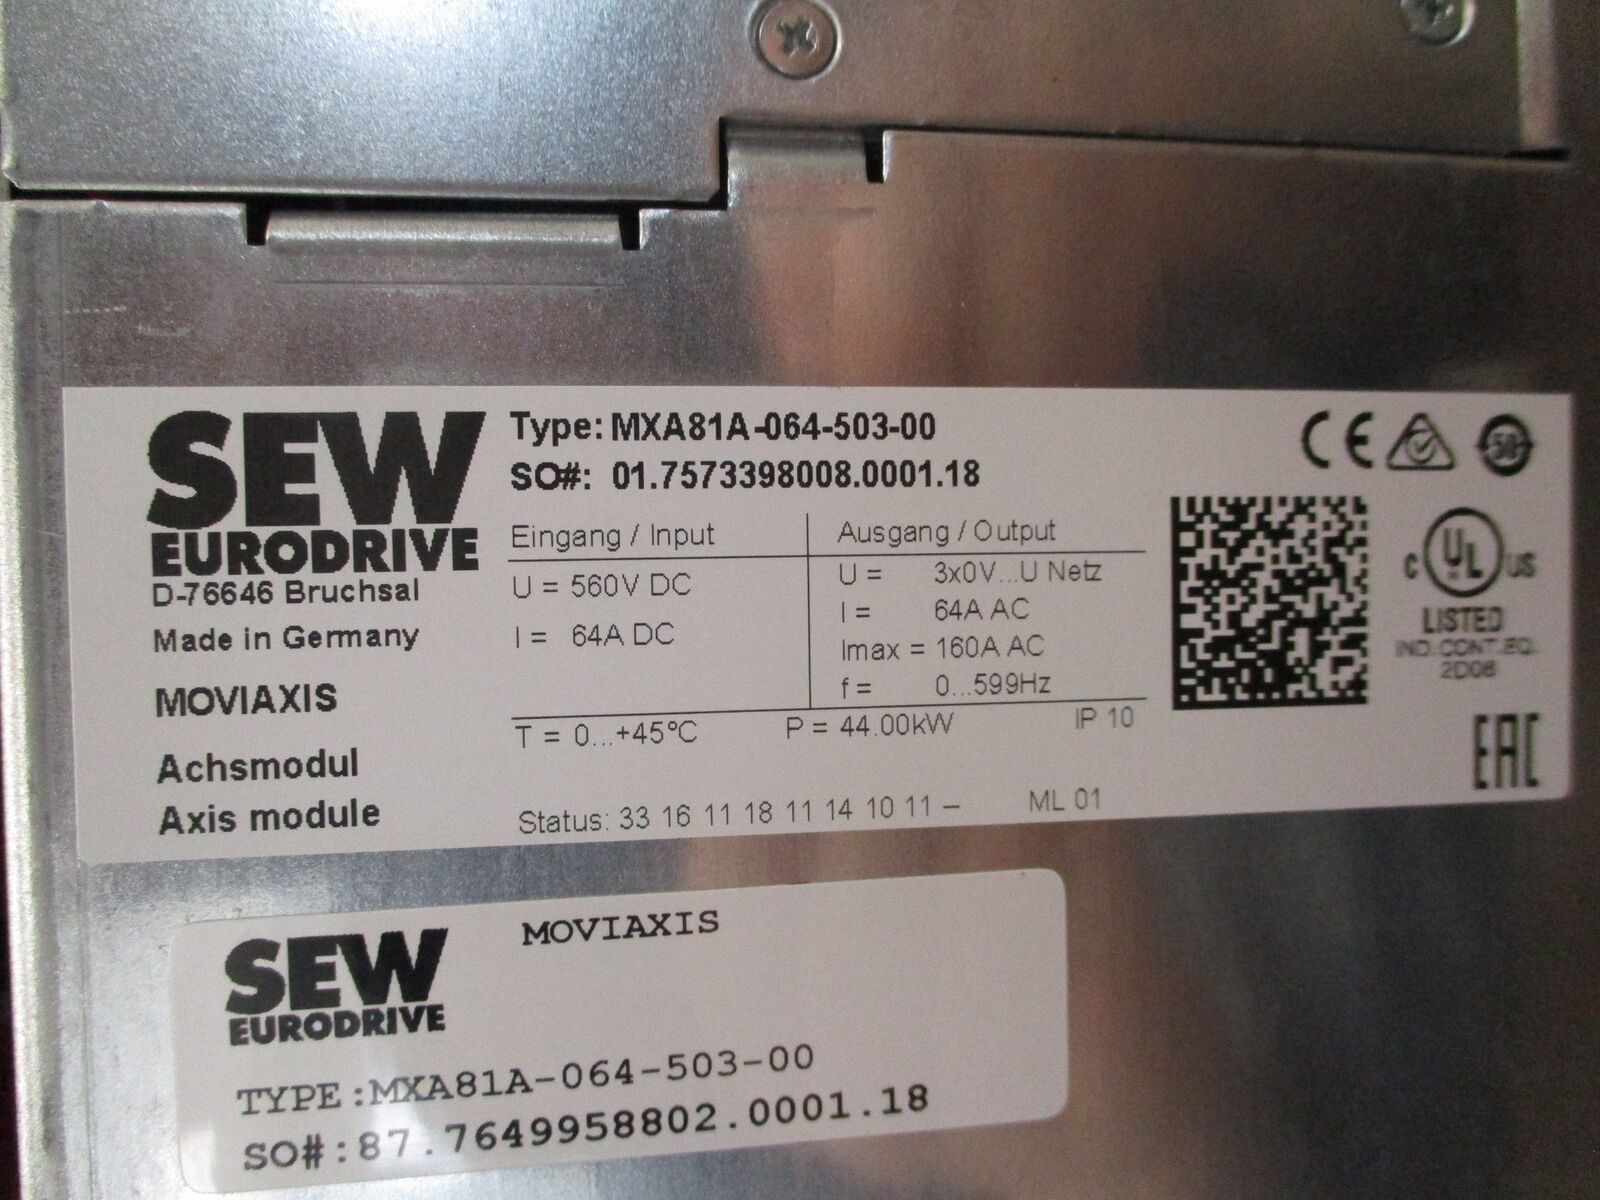 SEW
EURODRIVE
D-76646 Bruchsal
Made in Germany
MOVIAXIS
Achsmodul
Axis module
Type: MXA81A-064-503-00
SO#: 01.7573398008.0001.18
Eingang / Input
U = 560V DC
I = 64A DC
Ausgang / Output
U = 3x0V...U Netz
I = 64A AC
Imax = 160A AC
f = 0...599Hz
T = 0...+45°C P = 44.00kW IP 10
Status: 33 16 11 18 11 14 10 11 – ML 01
CE
50
C UL US
LISTED
IND. CONT. EQ.
2D06
EAC
SEW
EURODRIVE
MOVIAXIS
TYPE:MXA81A-064-503-00
SO#:87.7649958802.0001.18